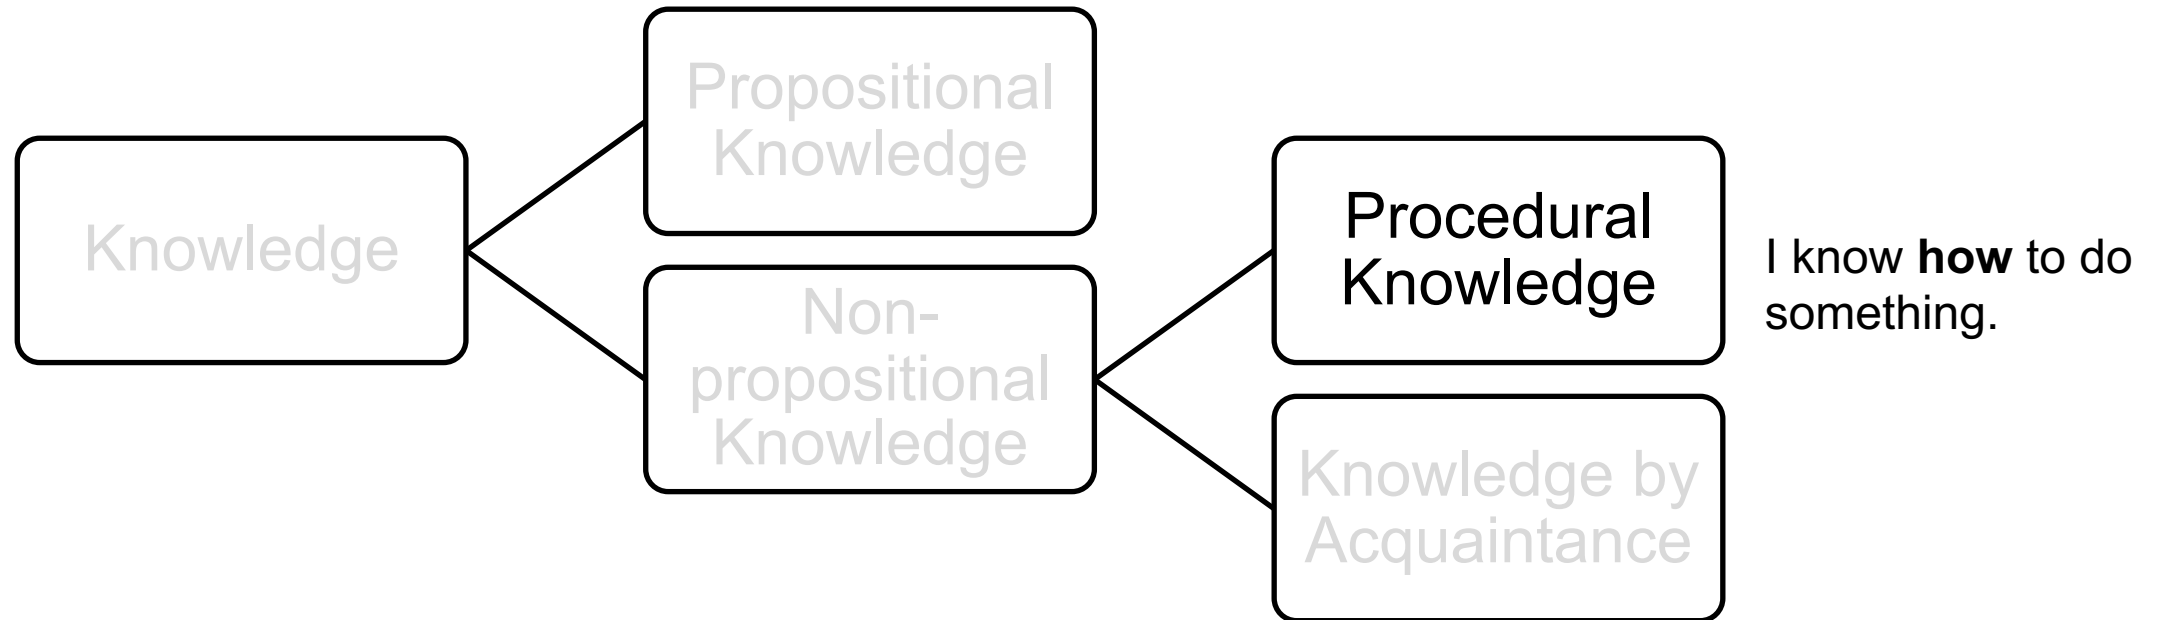 Knowledge
Propositional
Knowledge
Non-
propositional
Knowledge
Procedural
Knowledge
Knowledge by
Acquaintance
I know how to do
something.